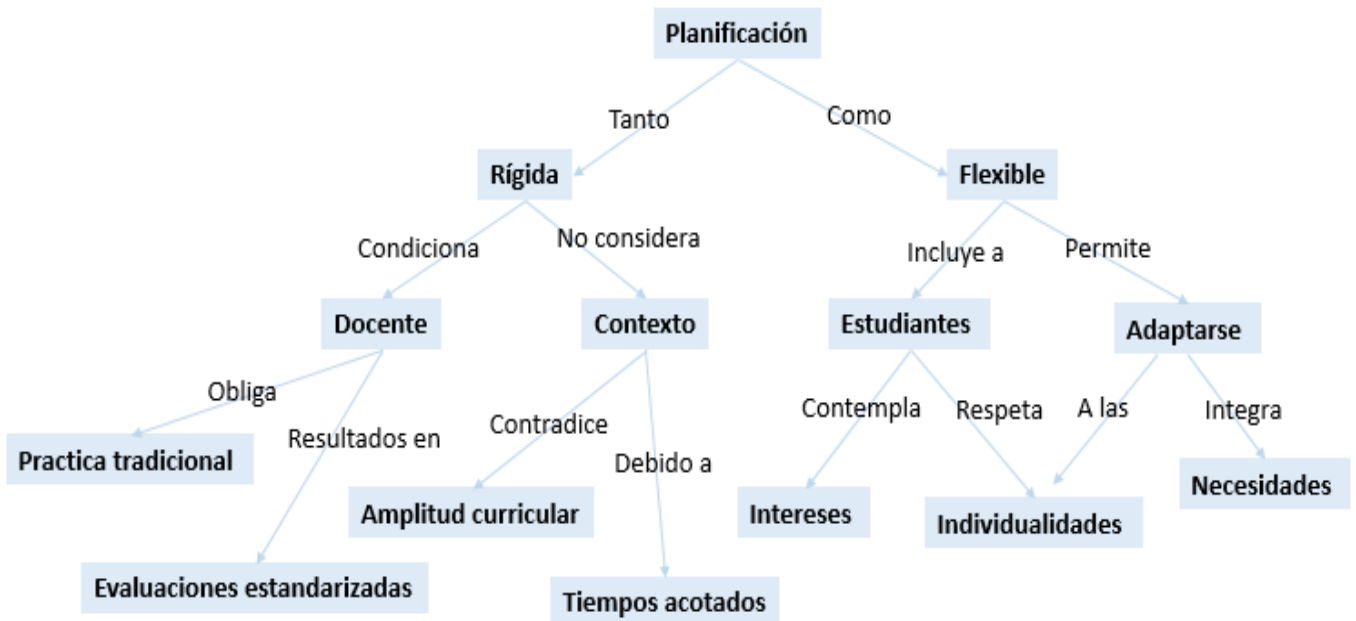 Planificación
Tanto
Como
Rígida
Flexible
Condiciona
No considera
Incluye a
Permite
Docente
Contexto
Estudiantes
Adaptarse
Obliga
Resultados en
Contradice
Debido a
Contempla
Respeta
A las
Integra
Practica tradicional
Amplitud curricular
Intereses
Individualidades
Necesidades
Evaluaciones estandarizadas
Tiempos acotados